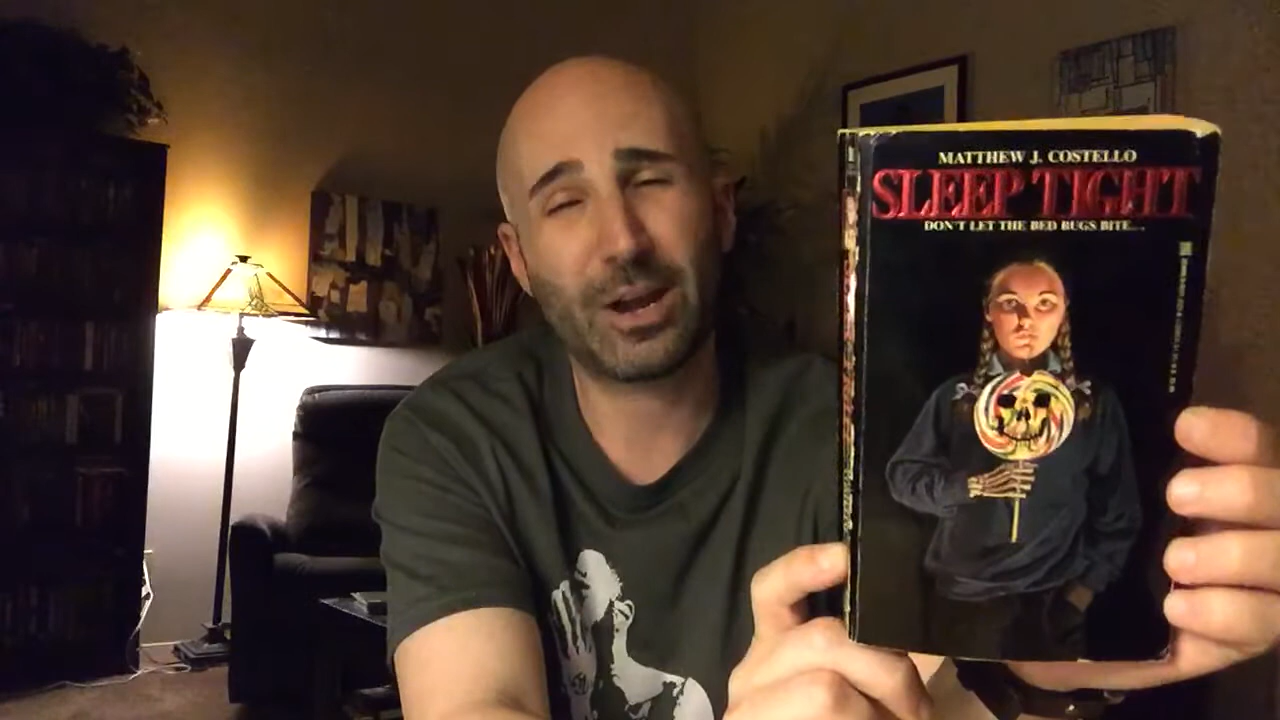 MATTHEW J. COSTELLO
SLEEP TIGHT
DON'T LET THE BED BUGS BITE...